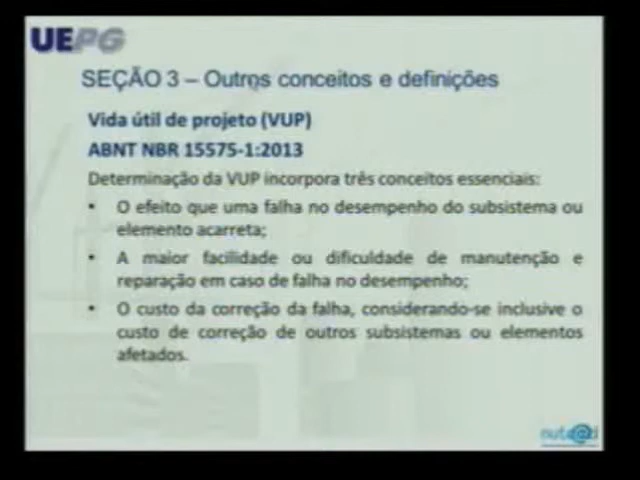 UEPG
SEÇÃO 3 – Outros conceitos e definições
Vida útil de projeto (VUP)
ABNT NBR 15575-1:2013
Determinação da VUP incorpora três conceitos essenciais:
• O efeito que uma falha no desempenho do subsistema ou
elemento acarreta;
• A maior facilidade ou dificuldade de manutenção e
reparação em caso de falha no desempenho;
• O custo da correção da falha, considerando-se inclusive o
custo de correção de outros subsistemas ou elementos
afetados.
nute@d